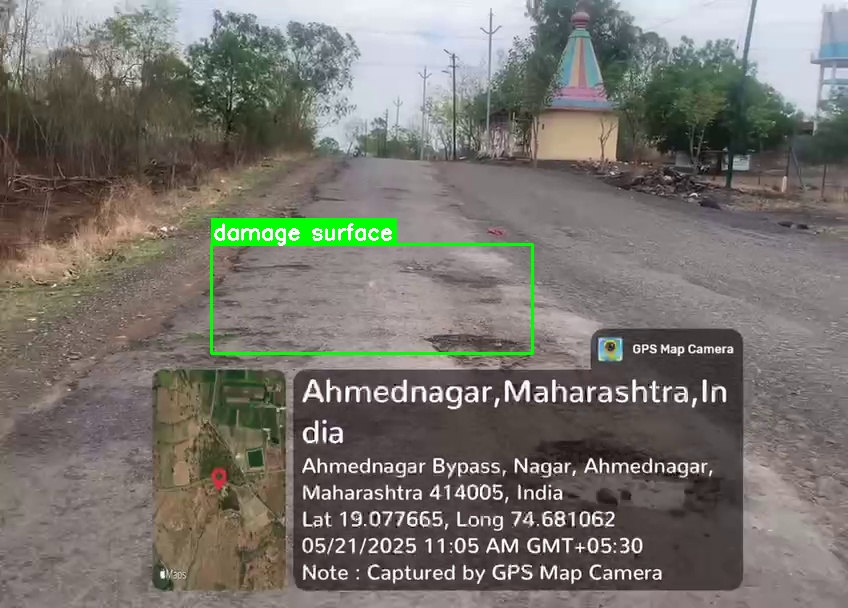 damage surface
GPS Map Camera
Ahmednagar,Maharashtra,In
dia
Ahmednagar Bypass, Nagar, Ahmednagar,
Maharashtra 414005, India
Lat 19.077665, Long 74.681062
05/21/2025 11:05 AM GMT+05:30
Note : Captured by GPS Map Camera
Maps